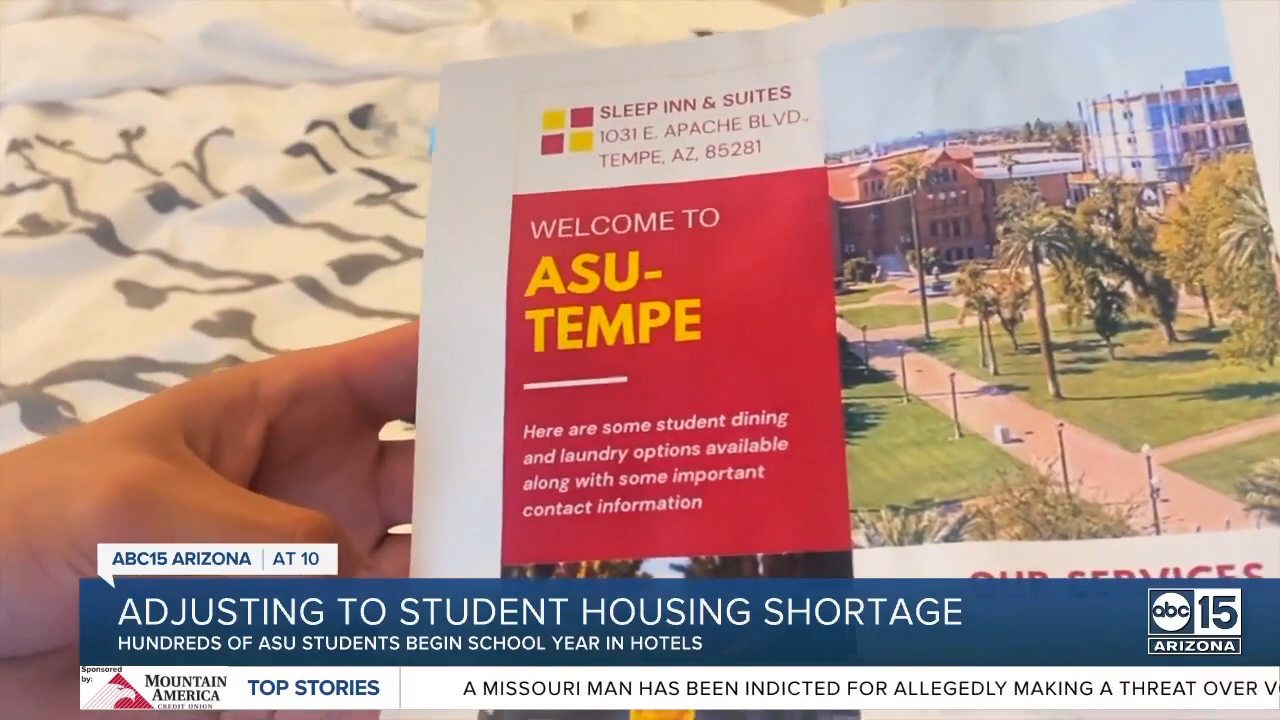 SLEEP INN & SUITES
1031 E. APACHE BLVD.,
TEMPE, AZ, 85281
WELCOME TO
ASU-
TEMPE
Here are some student dining
and laundry options available
along with some important
contact information
OUR SERVICES
ABC15 ARIZONA | AT 10
ADJUSTING TO STUDENT HOUSING SHORTAGE
HUNDREDS OF ASU STUDENTS BEGIN SCHOOL YEAR IN HOTELS
abc 15
ARIZONA
Sponsored
by:
MOUNTAIN
AMERICA
CREDIT UNION
TOP STORIES
A MISSOURI MAN HAS BEEN INDICTED FOR ALLEGEDLY MAKING A THREAT OVER